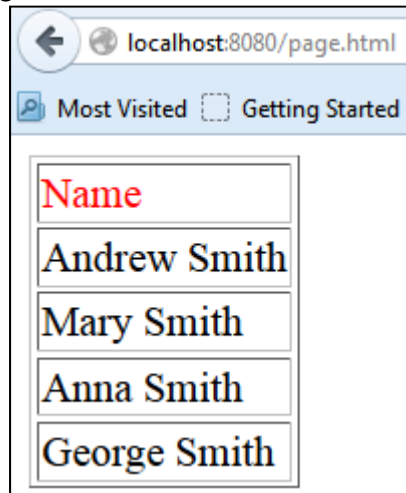 localhost:8080/page.html
Most Visited Getting Started
Name
Andrew Smith
Mary Smith
Anna Smith
George Smith